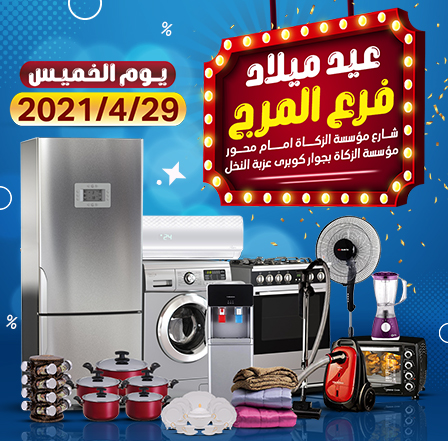 عيد ميلاد
فرع المرج
شارع مؤسسة الزكاة امام محور
مؤسسة الزكاة بجوار كوبرى عزبة النخل
يوم الخميس
2021/4/29
%
%
%